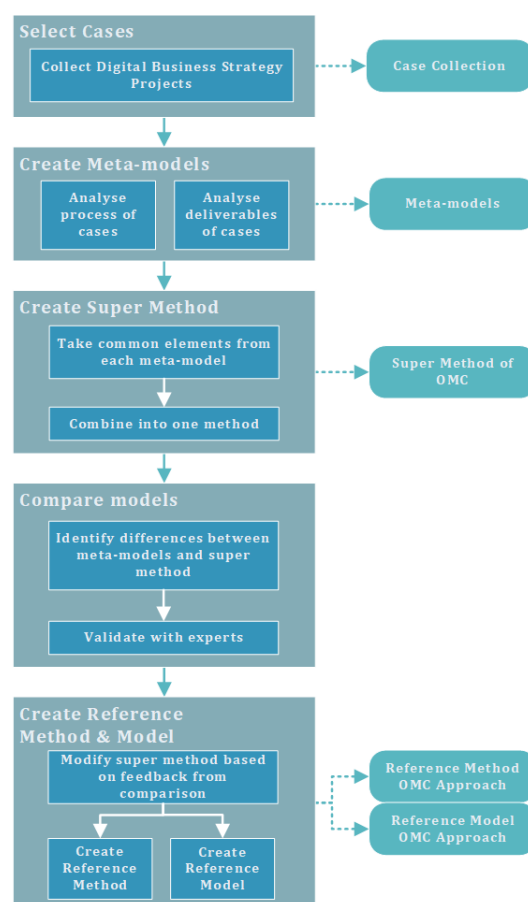 Select Cases
Collect Digital Business Strategy
Projects
Case Collection
Create Meta-models
Analyse
process of
cases
Analyse
deliverables
of cases
Meta-models
Create Super Method
Take common elements from
each meta-model
Combine into one method
Super Method of
OMC
Compare models
Identify differences between
meta-models and super
method
Validate with experts
Create Reference
Method & Model
Modify super method based
on feedback from
comparison
Create
Reference
Method
Create
Reference
Model
Reference Method
OMC Approach
Reference Model
OMC Approach